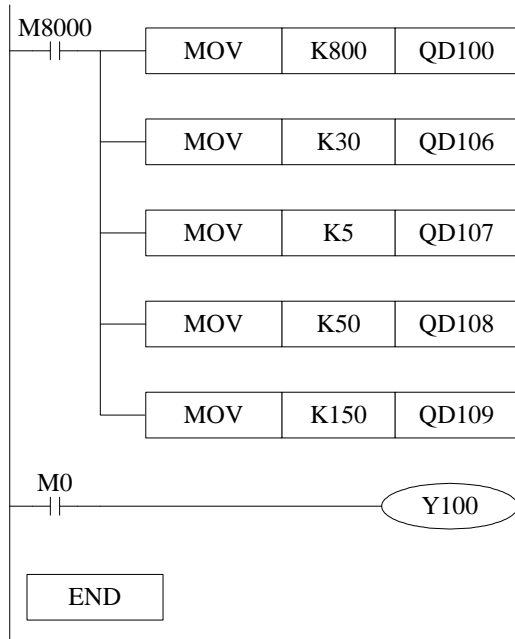 M8000
MOV K800 QD100
MOV K30 QD106
MOV K5 QD107
MOV K50 QD108
MOV K150 QD109
M0
Y100
END